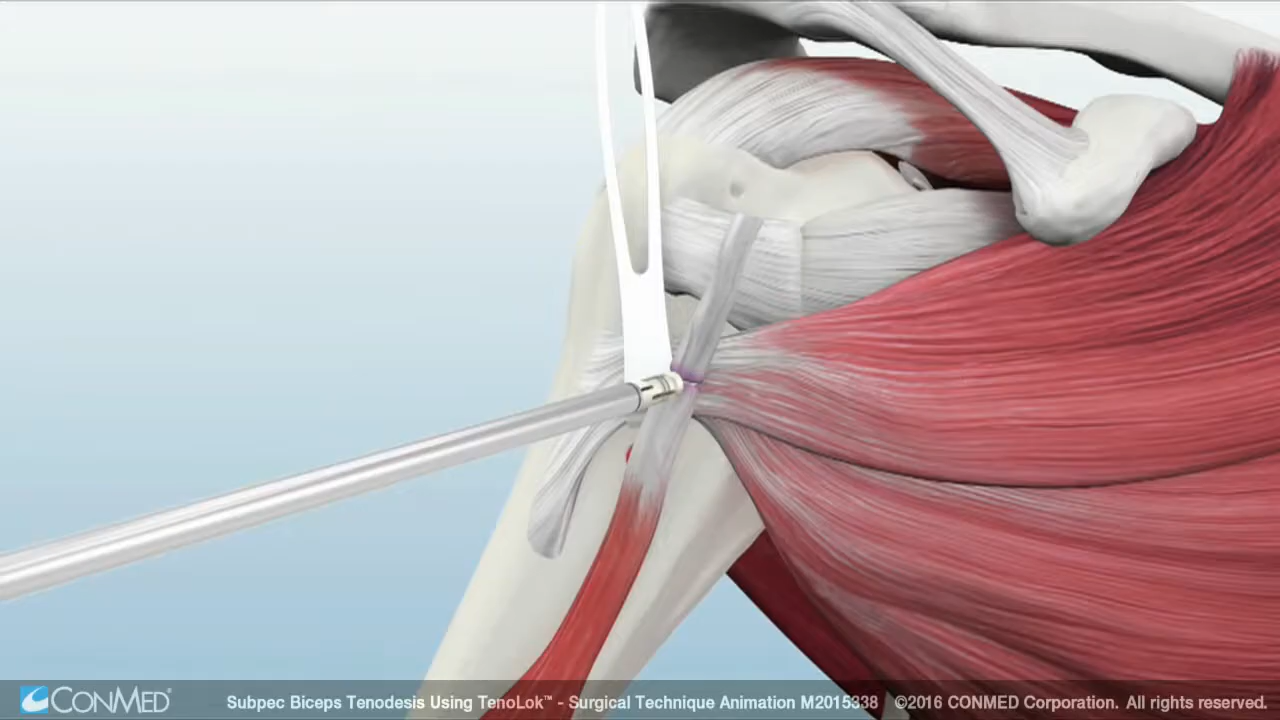 CONMED® Subpec Biceps Tenodesis Using TenoLok™ - Surgical Technique Animation M2015338 ©2016 CONMED Corporation. All rights reserved.